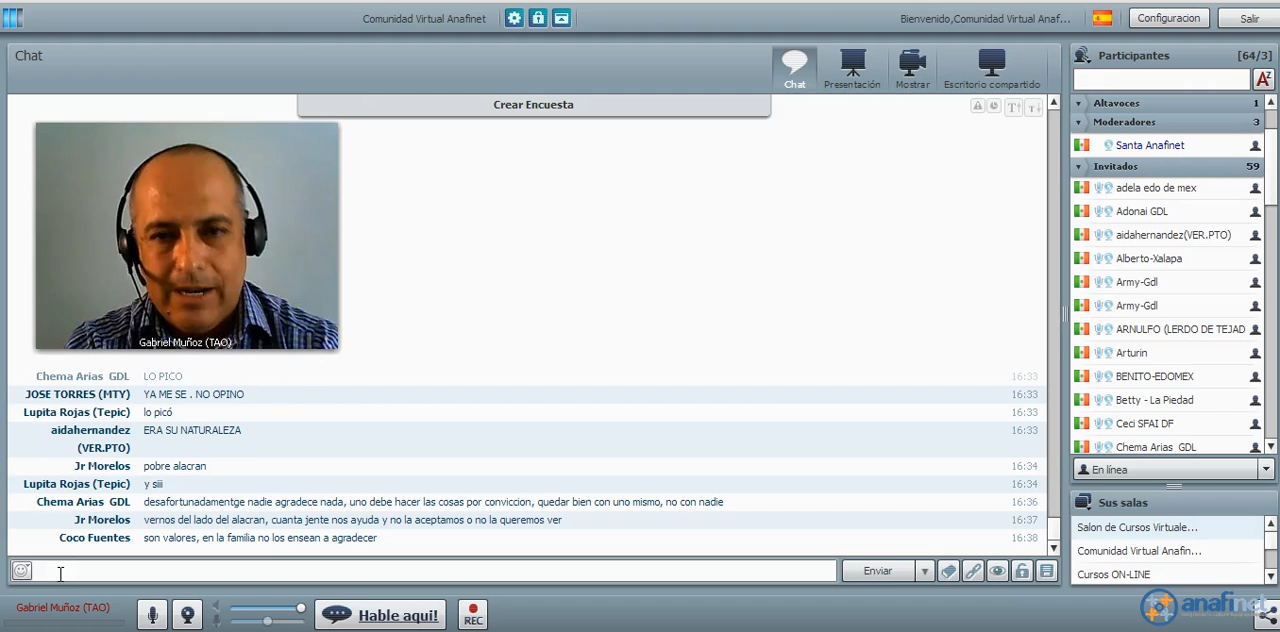 Comunidad Virtual Anafinet
Bienvenido,Comunidad Virtual Anaf...
Configuracion
Salir
Chat
Chat
Presentación
Mostrar
Escritorio compartido
Crear Encuesta
Gabriel Muñoz (TAO)
Chema Arias GDL LO PICO 16:33
JOSE TORRES (MTY) YA ME SE . NO OPINO 16:33
Lupita Rojas (Tepic) lo picó 16:33
aidahernandez ERA SU NATURALEZA 16:33
(VER.PTO)
Jr Morelos pobre alacran 16:34
Lupita Rojas (Tepic) y siii 16:34
Chema Arias GDL desafortunadamentge nadie agradece nada, uno debe hacer las cosas por conviccion, quedar bien con uno mismo, no con nadie 16:36
Jr Morelos vernos del lado del alacran, cuanta jente nos ayuda y no la aceptamos o no la queremos ver 16:37
Coco Fuentes son valores, en la familia no los ensean a agradecer 16:38
Enviar
Gabriel Muñoz (TAO)
Hable aqui!
REC
Participantes [64/3]
AZ
Altavoces 1
Moderadores 3
Santa Anafinet
Invitados 59
adela edo de mex
Adonai GDL
aidahernandez(VER.PTO)
Alberto-Xalapa
Army-Gdl
Army-Gdl
ARNULFO (LERDO DE TEJAD
Arturin
BENITO-EDOMEX
Betty - La Piedad
Ceci SFAI DF
Chema Arias GDL
En línea
Sus salas
Salon de Cursos Virtuale...
Comunidad Virtual Anafin...
Cursos ON-LINE
anafinet